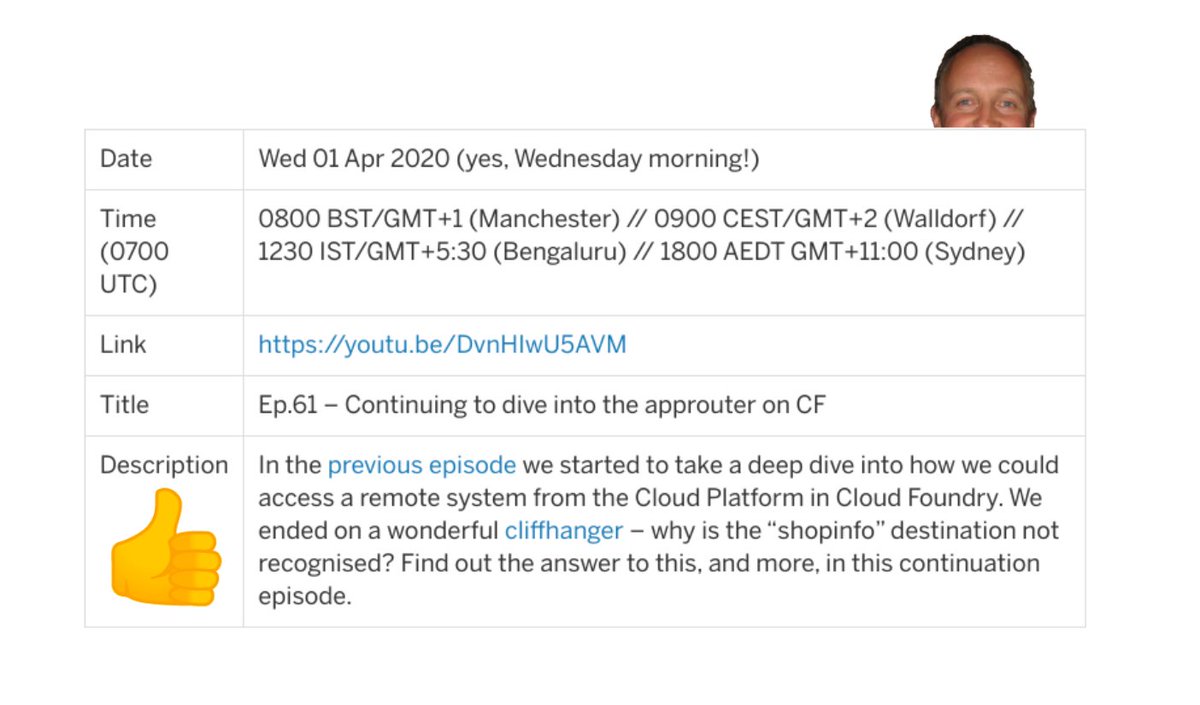 Date
Wed 01 Apr 2020 (yes, Wednesday morning!)
Time
(0700
UTC)
0800 BST/GMT+1 (Manchester) // 0900 CEST/GMT+2 (Walldorf) //
1230 IST/GMT+5:30 (Bengaluru) // 1800 AEDT GMT+11:00 (Sydney)
Link
https://youtu.be/DvnHIwU5AVM
Title
Ep.61 – Continuing to dive into the approuter on CF
Description
In the previous episode we started to take a deep dive into how we could
access a remote system from the Cloud Platform in Cloud Foundry. We
ended on a wonderful cliffhanger – why is the “shopinfo” destination not
recognised? Find out the answer to this, and more, in this continuation
episode.